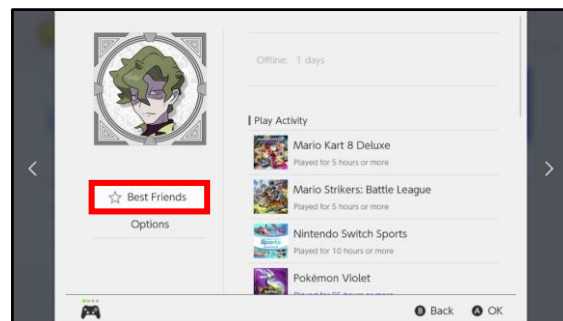 Offline: 1 days
Play Activity
Mario Kart 8 Deluxe
Played for 5 hours or more
Best Friends
Mario Strikers: Battle League
Played for 5 hours or more
Options
Nintendo Switch Sports
Played for 10 hours or more
Pokémon Violet
B Back A OK